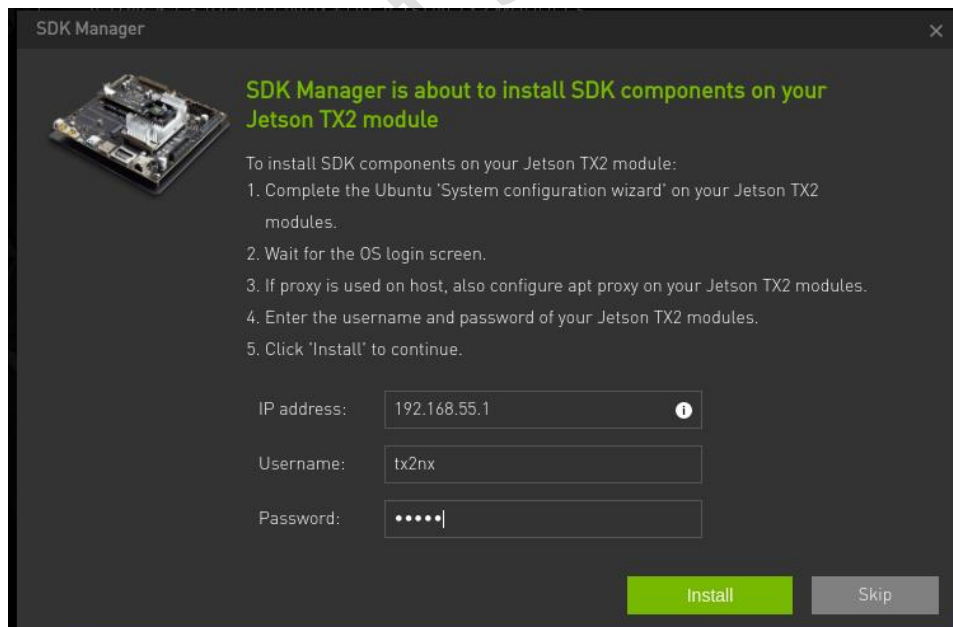 SDK Manager
SDK Manager is about to install SDK components on your
Jetson TX2 module
To install SDK components on your Jetson TX2 module:
1. Complete the Ubuntu 'System configuration wizard' on your Jetson TX2
modules.
2. Wait for the OS login screen.
3. If proxy is used on host, also configure apt proxy on your Jetson TX2 modules.
4. Enter the username and password of your Jetson TX2 modules.
5. Click 'Install' to continue.
IP address: 192.168.55.1
Username: tx2nx
Password: •••••
Install Skip